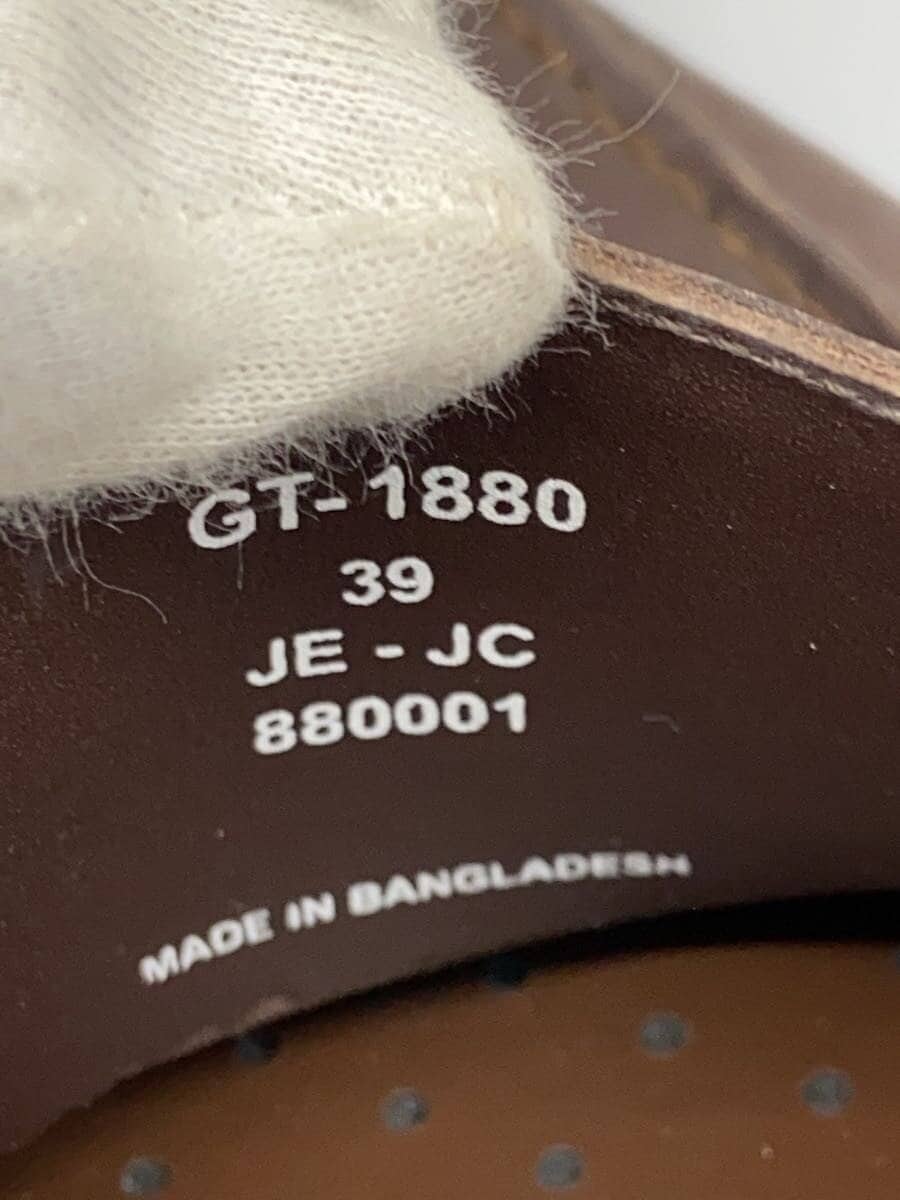 GT-1880
39
JE - JC
880001
MADE IN BANGLADESH